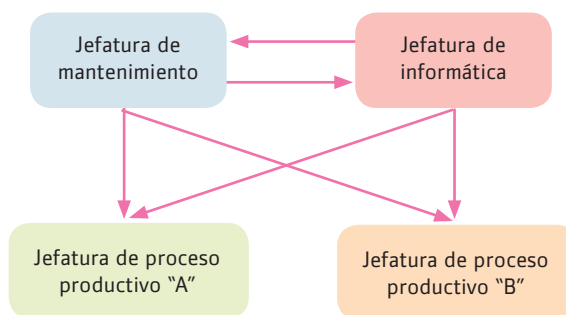 Jefatura de
mantenimiento
Jefatura de
informática
Jefatura de proceso
productivo “A”
Jefatura de proceso
productivo “B”